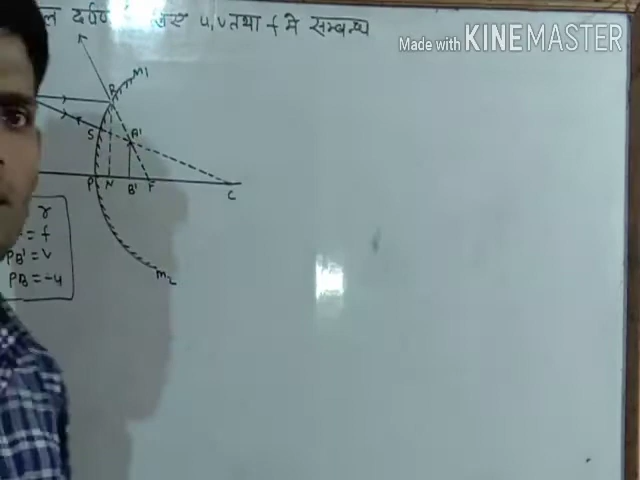 दर्पण u, v तथा f में सम्बन्ध
Made with KINEMASTER
M1
R
S A'
P N B' F C
r
= f
PB' = v
PB = -u
M2